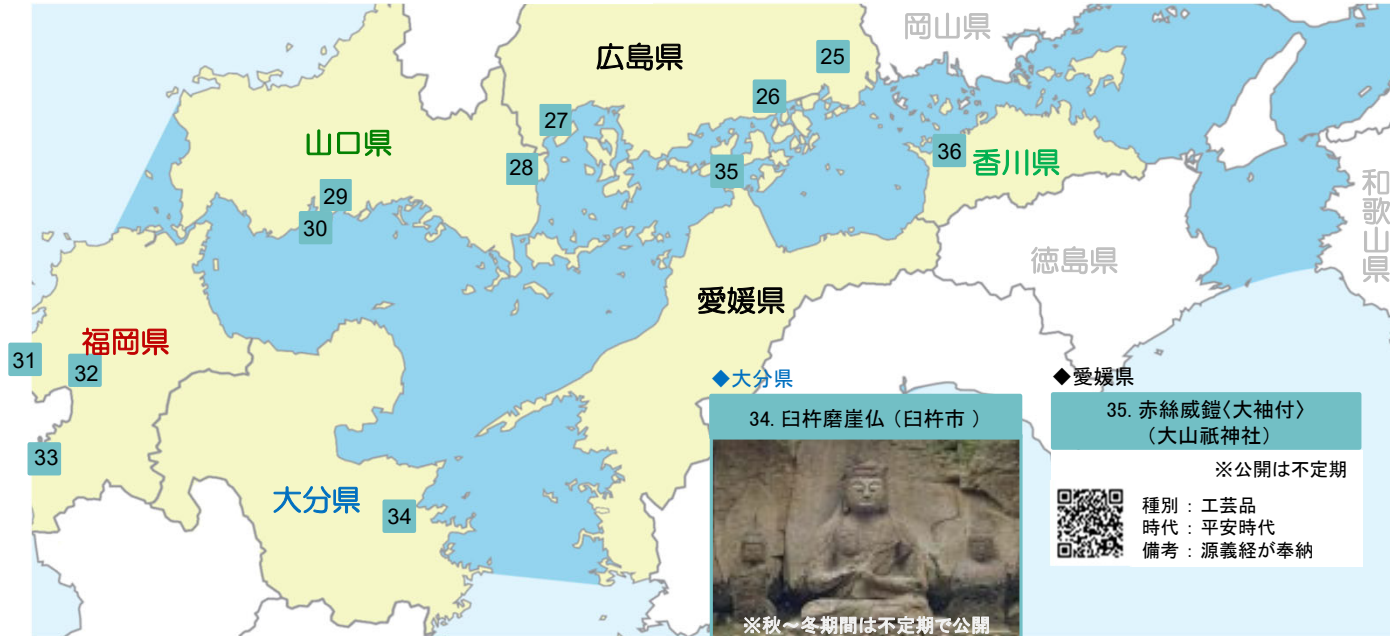 岡山県
広島県
25
26
27
山口県
28
35
36
香川県
29
30
和歌山県
徳島県
愛媛県
福岡県
31
32
33
大分県
34
◆大分県
34. 臼杵磨崖仏（臼杵市）
※秋～冬期間は不定期で公開
◆愛媛県
35. 赤絲威鎧〈大袖付〉
（大山祇神社）
※公開は不定期
種別：工芸品
時代：平安時代
備考：源義経が奉納